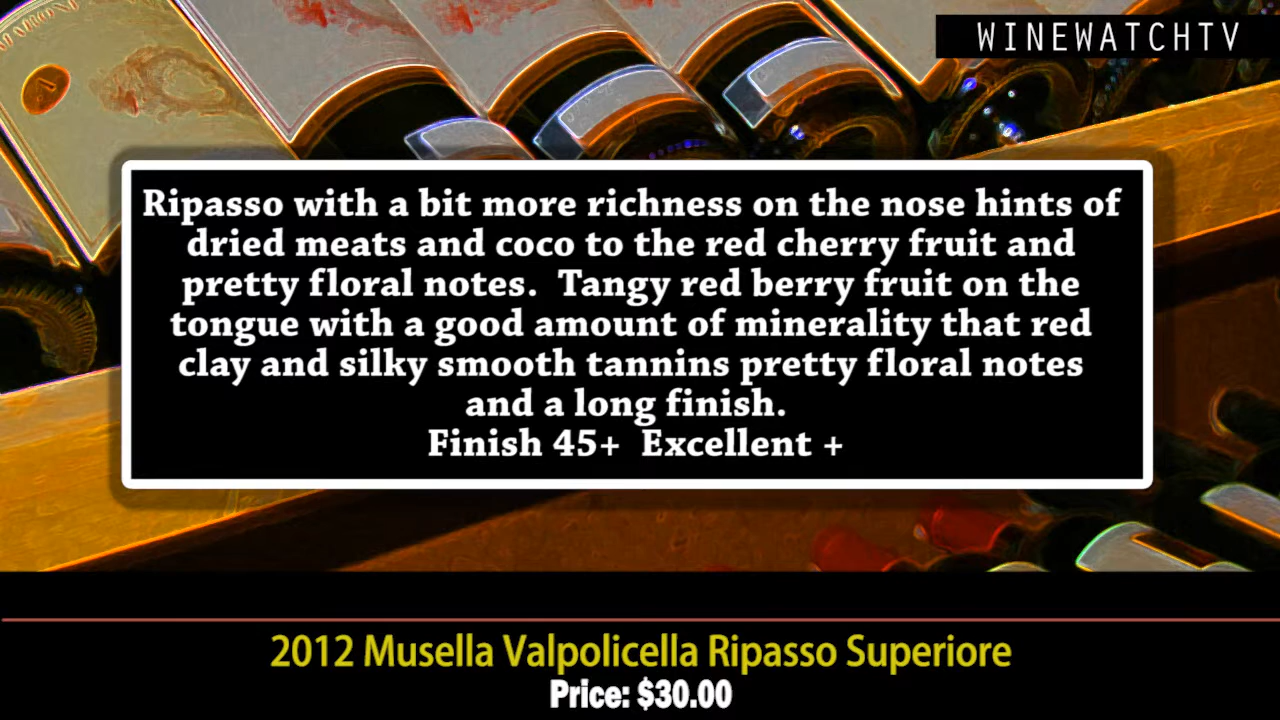 WINEWATCHTV
Ripasso with a bit more richness on the nose hints of
dried meats and coco to the red cherry fruit and
pretty floral notes.  Tangy red berry fruit on the
tongue with a good amount of minerality that red
clay and silky smooth tannins pretty floral notes
and a long finish.
Finish 45+  Excellent +
2012 Musella Valpolicella Ripasso Superiore
Price: $30.00